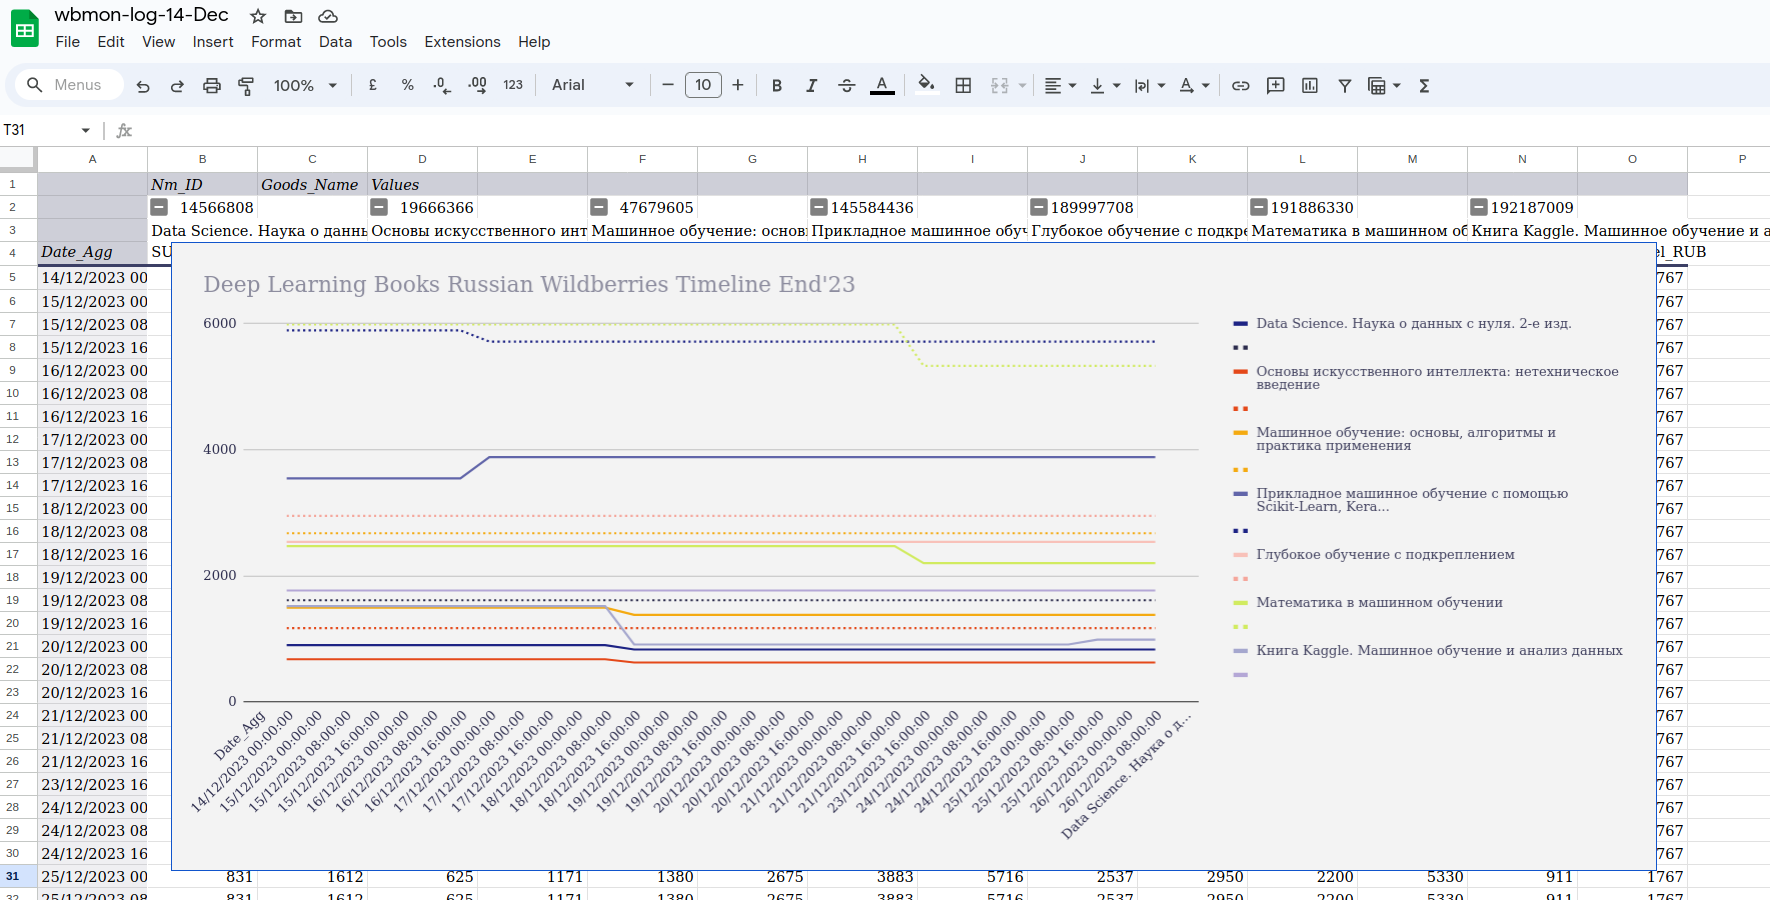 wbmon-log-14-Dec
File Edit View Insert Format Data Tools Extensions Help
Menus 100% £ % .0 .00 123 Arial 10 B I A
T31 fx
A B C D E F G H I J K L M N O P
1 Nm_ID Goods_Name Values
2 14566808 19666366 47679605 145584436 189997708 191886330 192187009
3 Data Science. Наука о данн Основы искусственного инт Машинное обучение: основ Прикладное машинное обуч Глубокое обучение с подкре Математика в машинном об Книга Kaggle. Машинное обучение и а
4 Date_Agg SU el_RUB
5 14/12/2023 00 767
6 15/12/2023 00 767
7 15/12/2023 08 767
8 15/12/2023 16 767
9 16/12/2023 00 767
10 16/12/2023 08 767
11 16/12/2023 16 767
12 17/12/2023 00 767
13 17/12/2023 08 767
14 17/12/2023 16 767
15 18/12/2023 00 767
16 18/12/2023 08 767
17 18/12/2023 16 767
18 19/12/2023 00 767
19 19/12/2023 08 767
20 19/12/2023 16 767
21 20/12/2023 00 767
22 20/12/2023 08 767
23 20/12/2023 16 767
24 21/12/2023 00 767
25 21/12/2023 08 767
26 21/12/2023 16 767
27 23/12/2023 16 767
28 24/12/2023 00 767
29 24/12/2023 08 767
30 24/12/2023 16 767
31 25/12/2023 00 831 1612 625 1171 1380 2675 3883 5716 2537 2950 2200 5330 911 1767
32 25/12/2023 08 831 1612 625 1171 1380 2675 3883 5716 2537 2950 2200 5330 911 1767
Deep Learning Books Russian Wildberries Timeline End'23
6000
4000
2000
0
Data Science. Наука о данных с нуля. 2-е изд.
Основы искусственного интеллекта: нетехническое
введение
Машинное обучение: основы, алгоритмы и
практика применения
Прикладное машинное обучение с помощью
Scikit-Learn, Kera...
Глубокое обучение с подкреплением
Математика в машинном обучении
Книга Kaggle. Машинное обучение и анализ данных
Date_Agg
14/12/2023 00:00:00
15/12/2023 00:00:00
15/12/2023 08:00:00
15/12/2023 16:00:00
16/12/2023 00:00:00
16/12/2023 08:00:00
16/12/2023 16:00:00
17/12/2023 00:00:00
17/12/2023 08:00:00
17/12/2023 16:00:00
18/12/2023 00:00:00
18/12/2023 08:00:00
18/12/2023 16:00:00
19/12/2023 00:00:00
19/12/2023 08:00:00
19/12/2023 16:00:00
20/12/2023 00:00:00
20/12/2023 08:00:00
20/12/2023 16:00:00
21/12/2023 00:00:00
21/12/2023 08:00:00
21/12/2023 16:00:00
23/12/2023 16:00:00
24/12/2023 00:00:00
24/12/2023 08:00:00
24/12/2023 16:00:00
25/12/2023 00:00:00
25/12/2023 08:00:00
25/12/2023 16:00:00
26/12/2023 00:00:00
26/12/2023 08:00:00
Data Science. Наука о д...